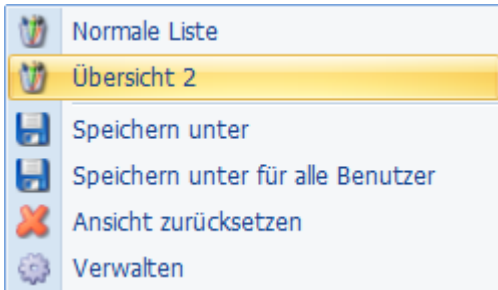 Normale Liste
Übersicht 2
Speichern unter
Speichern unter für alle Benutzer
Ansicht zurücksetzen
Verwalten